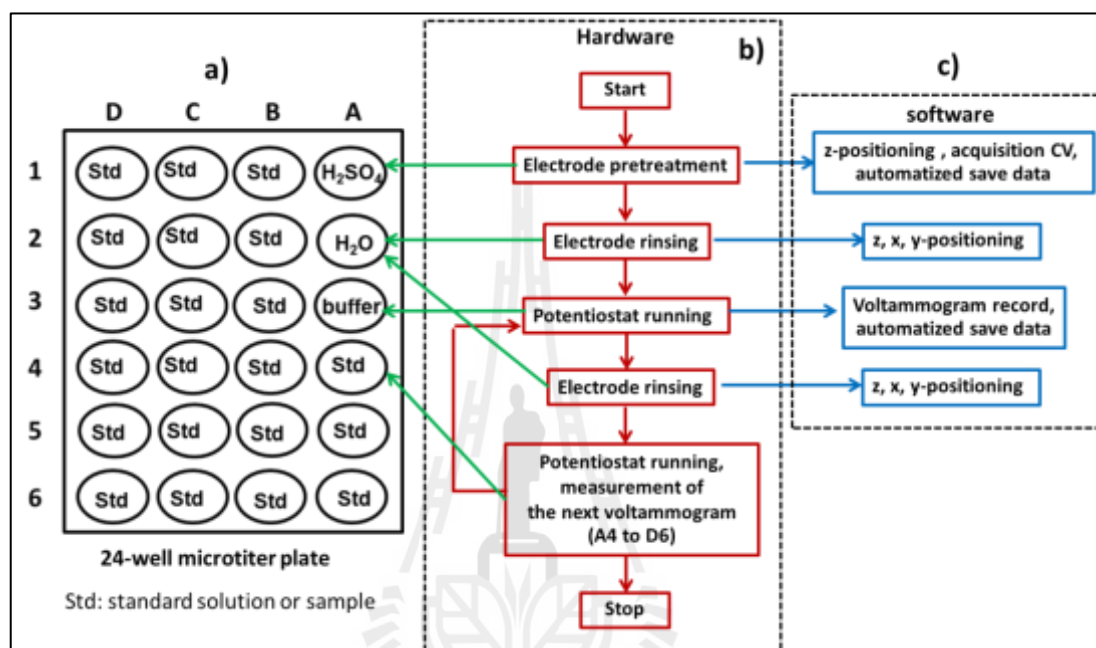 a)
D C B A
1 Std Std Std H₂SO₄
2 Std Std Std H₂O
3 Std Std Std buffer
4 Std Std Std Std
5 Std Std Std Std
6 Std Std Std Std
24-well microtiter plate
Std: standard solution or sample
Hardware
b)
Start
Electrode pretreatment
Electrode rinsing
Potentiostat running
Electrode rinsing
Potentiostat running,
measurement of
the next voltammogram
(A4 to D6)
Stop
c)
software
z-positioning , acquisition CV,
automatized save data
z, x, y-positioning
Voltammogram record,
automatized save data
z, x, y-positioning